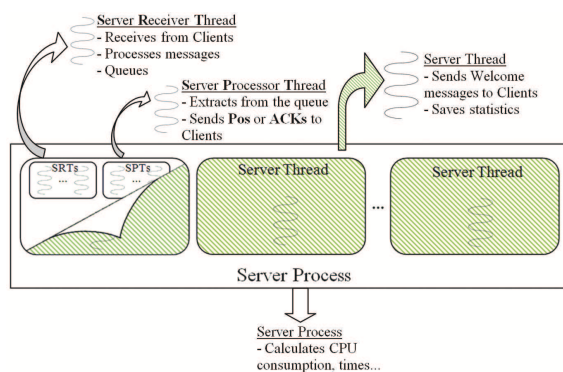 Server Receiver Thread
- Receives from Clients
- Processes messages
- Queues
Server Processor Thread
- Extracts from the queue
- Sends Pos or ACKs to
Clients
Server Thread
- Sends Welcome
messages to Clients
- Saves statistics
SRTs
...
SPTs
...
Server Thread
...
Server Thread
Server Process
Server Process
- Calculates CPU
consumption, times...